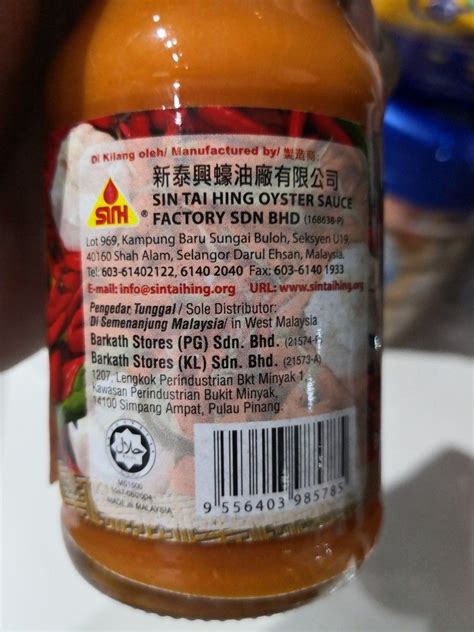 Di Kilang oleh/ Manufactured by/ 製造商:
新泰興蠔油廠有限公司
SIN TAI HING OYSTER SAUCE
FACTORY SDN BHD (168638-P)
SINH ®
Lot 969, Kampung Baru Sungai Buloh, Seksyen U19,
40160 Shah Alam, Selangor Darul Ehsan, Malaysia.
Tel: 603-61402122, 6140 2040 Fax: 603-6140 1933
E-mail: info@sintaihing.org URL: www.sintaihing.org
Pengedar Tunggal / Sole Distributor:
Di Semenanjung Malaysia/ in West Malaysia
Barkath Stores (PG) Sdn. Bhd. (21574-P)
Barkath Stores (KL) Sdn. Bhd. (21573-A)
1207, Lengkok Perindustrian Bkt Minyak 1,
Kawasan Perindustrian Bukit Minyak,
14100 Simpang Ampat, Pulau Pinang.
حلال
MS1500
MADE IN MALAYSIA
9 556403 985785